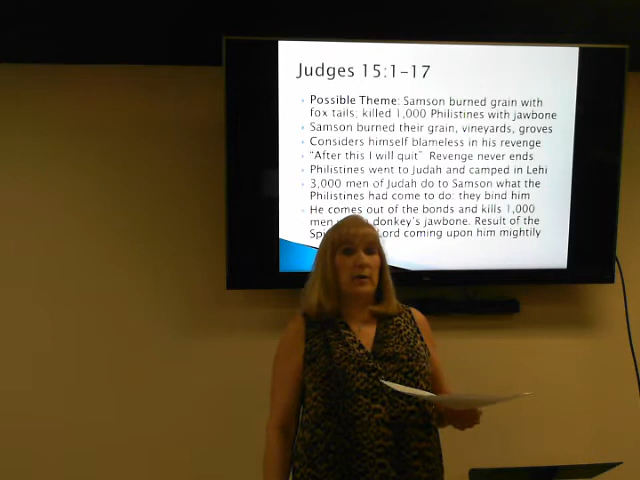 Judges 15:1-17
Possible Theme: Samson burned grain with
fox tails; killed 1,000 Philistines with jawbone
Samson burned their grain, vineyards, groves
Considers himself blameless in his revenge
"After this I will quit" Revenge never ends
Philistines went to Judah and camped in Lehi
3,000 men of Judah do to Samson what the
Philistines had come to do: they bind him
He comes out of the bonds and kills 1,000
men donkey's jawbone. Result of the
Lord coming upon him mightily